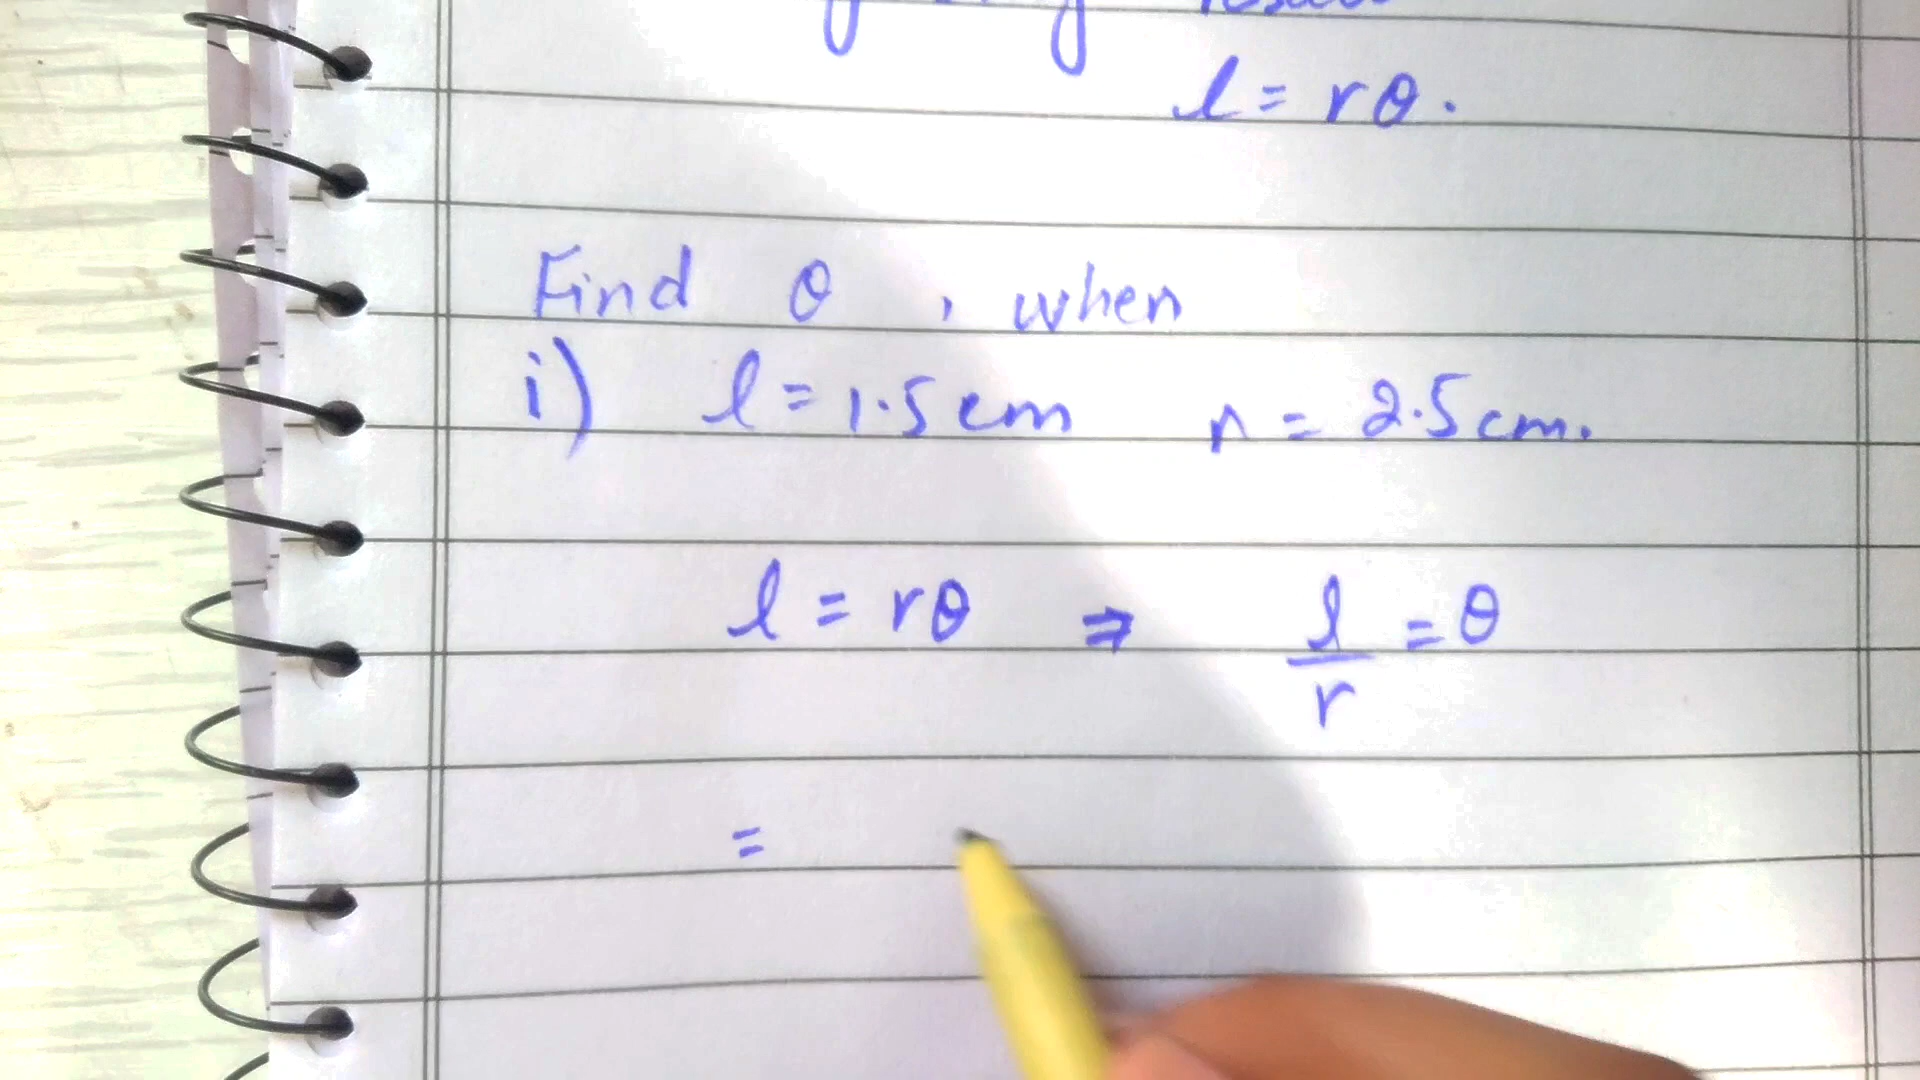 l = rθ.
Find θ, when
i) l = 1.5 cm r = 2.5 cm.
l = rθ ⇒ l/r = θ
=